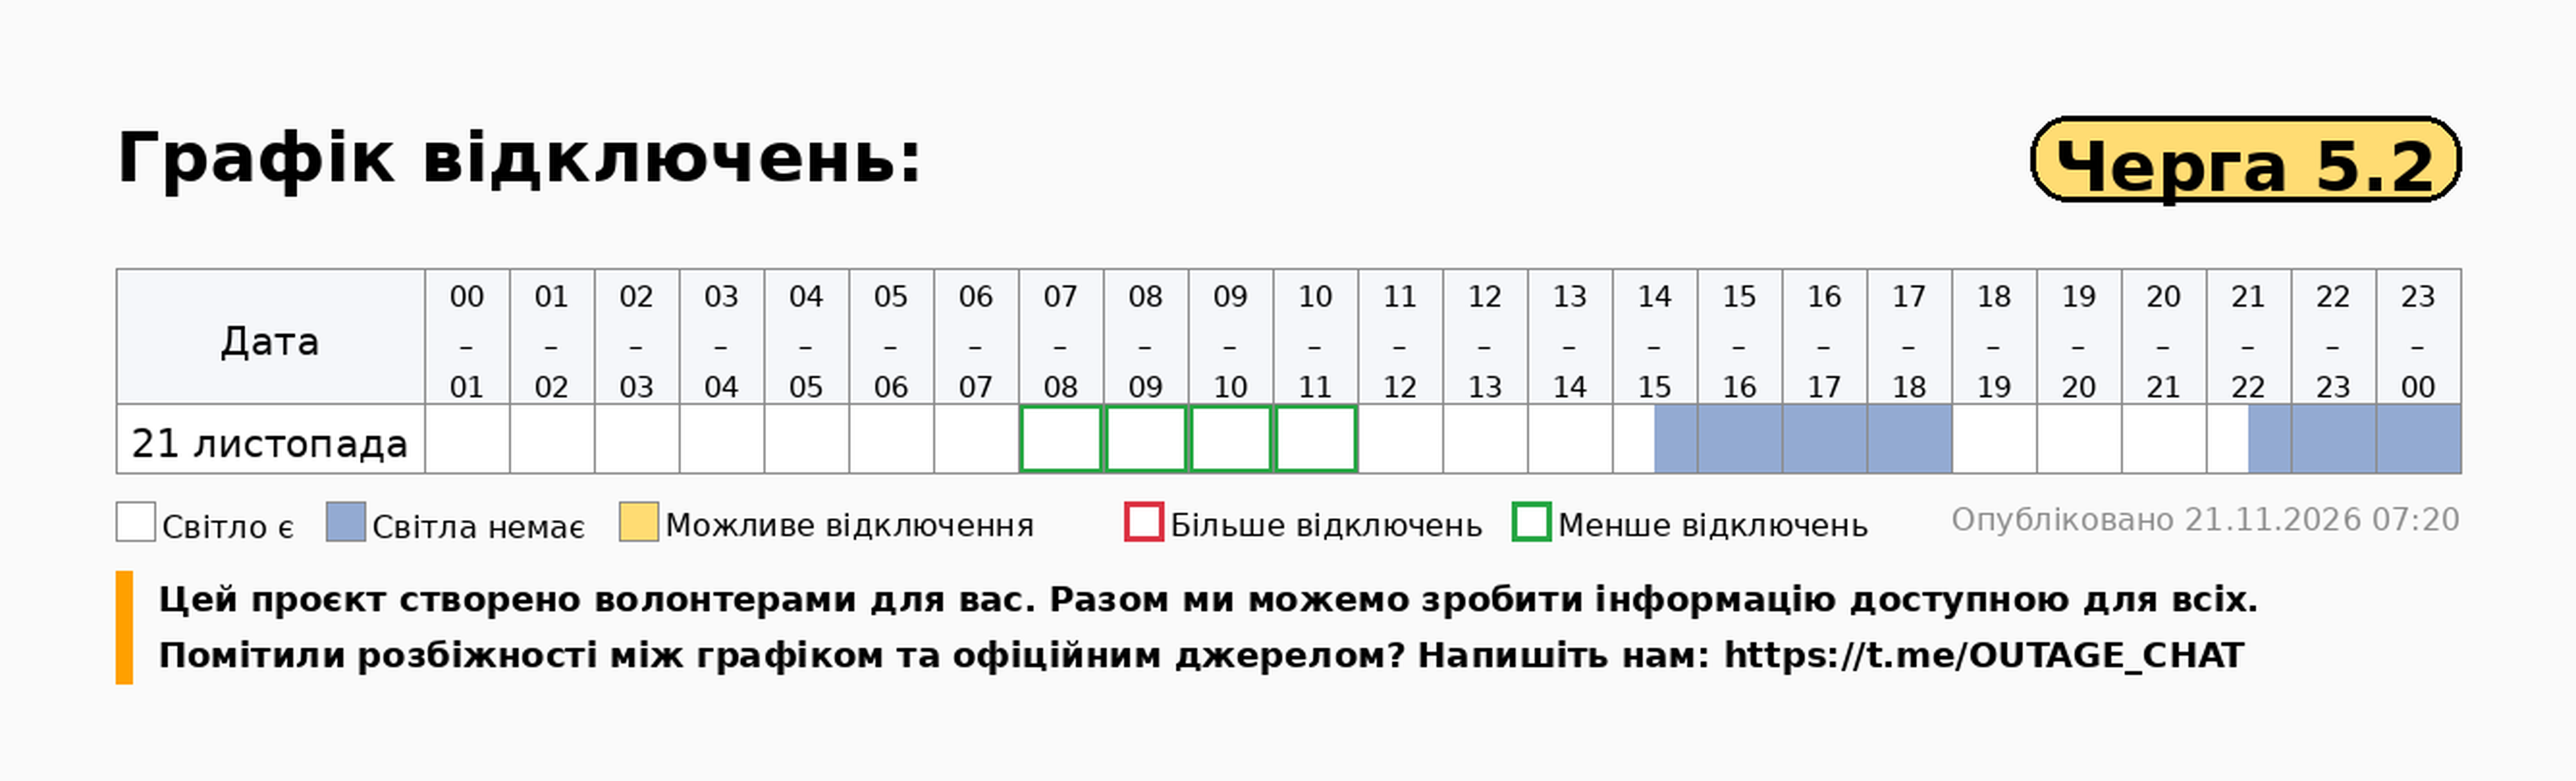 Графік відключень:
Черга 5.2
Дата
00 – 01
01 – 02
02 – 03
03 – 04
04 – 05
05 – 06
06 – 07
07 – 08
08 – 09
09 – 10
10 – 11
11 – 12
12 – 13
13 – 14
14 – 15
15 – 16
16 – 17
17 – 18
18 – 19
19 – 20
20 – 21
21 – 22
22 – 23
23 – 00
21 листопада
Світло є
Світла немає
Можливе відключення
Більше відключень
Менше відключень
Опубліковано 21.11.2026 07:20
Цей проєкт створено волонтерами для вас. Разом ми можемо зробити інформацію доступною для всіх.
Помітили розбіжності між графіком та офіційним джерелом? Напишіть нам: https://t.me/OUTAGE_CHAT